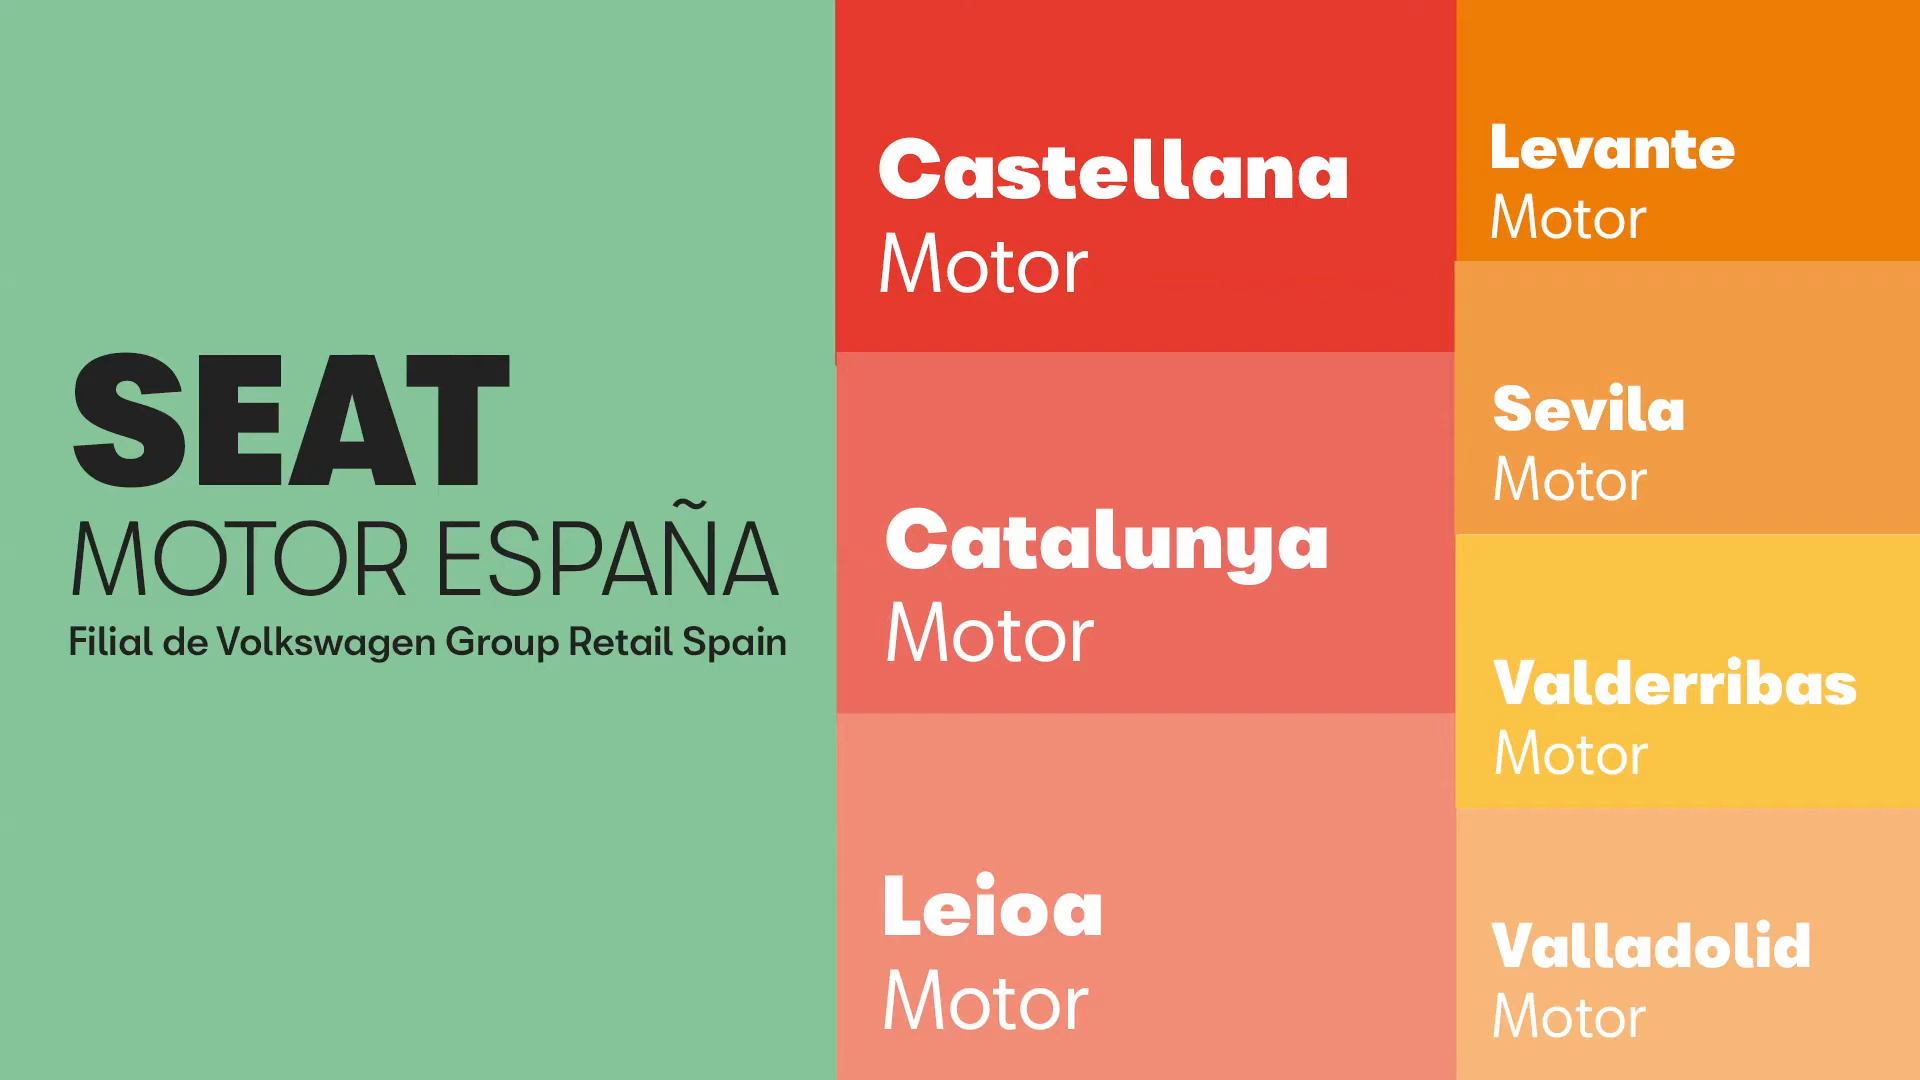 SEAT
MOTOR ESPAÑA
Filial de Volkswagen Group Retail Spain
Castellana
Motor
Catalunya
Motor
Leioa
Motor
Levante
Motor
Sevila
Motor
Valderribas
Motor
Valladolid
Motor